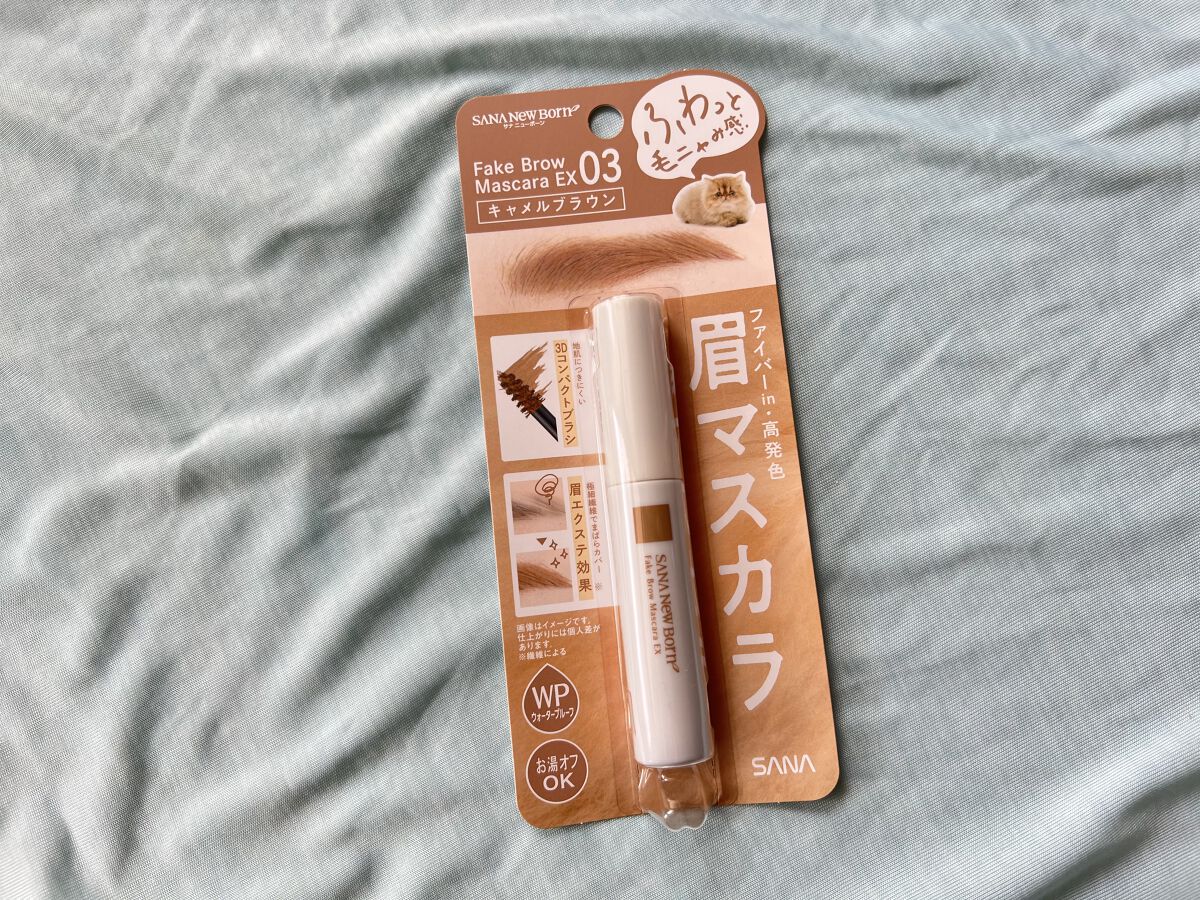 SANA New Born
サナ ニューボーン
Fake Brow
Mascara EX 03
キャメルブラウン
ふわっと
毛ニャみ感
ファイバーin・高発色
眉マスカラ
地肌につきにくい
3Dコンパクトブラシ
極細繊維でまばらカバー※
眉エクステ効果
画像はイメージです。
仕上がりには個人差が
あります。
※繊維による
WP
ウォータープルーフ
お湯オフ
OK
SANA New Born
Fake Brow Mascara EX
SANA